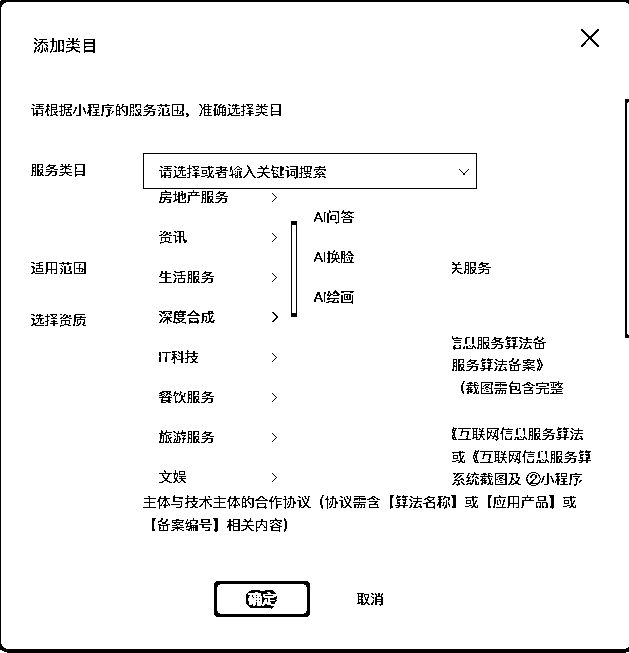 添加类目
请根据小程序的服务范围，准确选择类目
服务类目
请选择或者输入关键词搜索
房地产服务
AI问答
资讯
AI换脸
适用范围
关服务
生活服务
AI绘画
选择资质
深度合成
信息服务算法备
IT科技
服务算法备案》
（截图需包含完整
餐饮服务
旅游服务
《互联网信息服务算法
或《互联网信息服务算
文娱
系统截图及 ②小程序
主体与技术主体的合作协议（协议需含【算法名称】或【应用产品】或
【备案编号】相关内容）
确定
取消